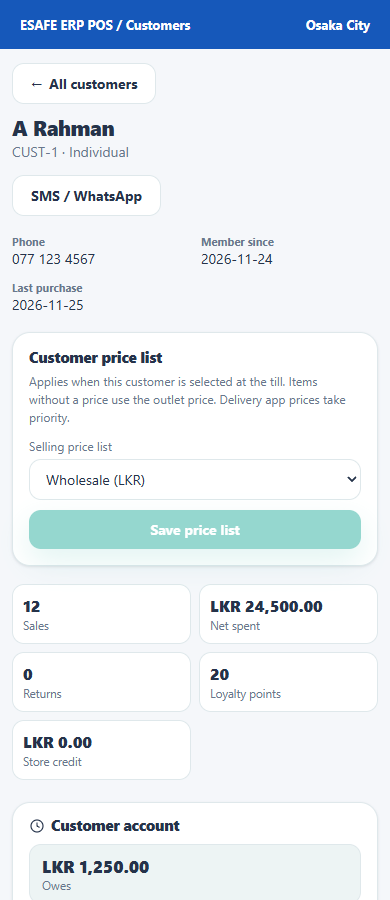 ESAFE ERP POS / Customers
Osaka City
← All customers
A Rahman
CUST-1 · Individual
SMS / WhatsApp
Phone
077 123 4567
Member since
2026-11-24
Last purchase
2026-11-25
Customer price list
Applies when this customer is selected at the till. Items
without a price use the outlet price. Delivery app prices take
priority.
Selling price list
Wholesale (LKR)
Save price list
12
Sales
LKR 24,500.00
Net spent
0
Returns
20
Loyalty points
LKR 0.00
Store credit
Customer account
LKR 1,250.00
Owes